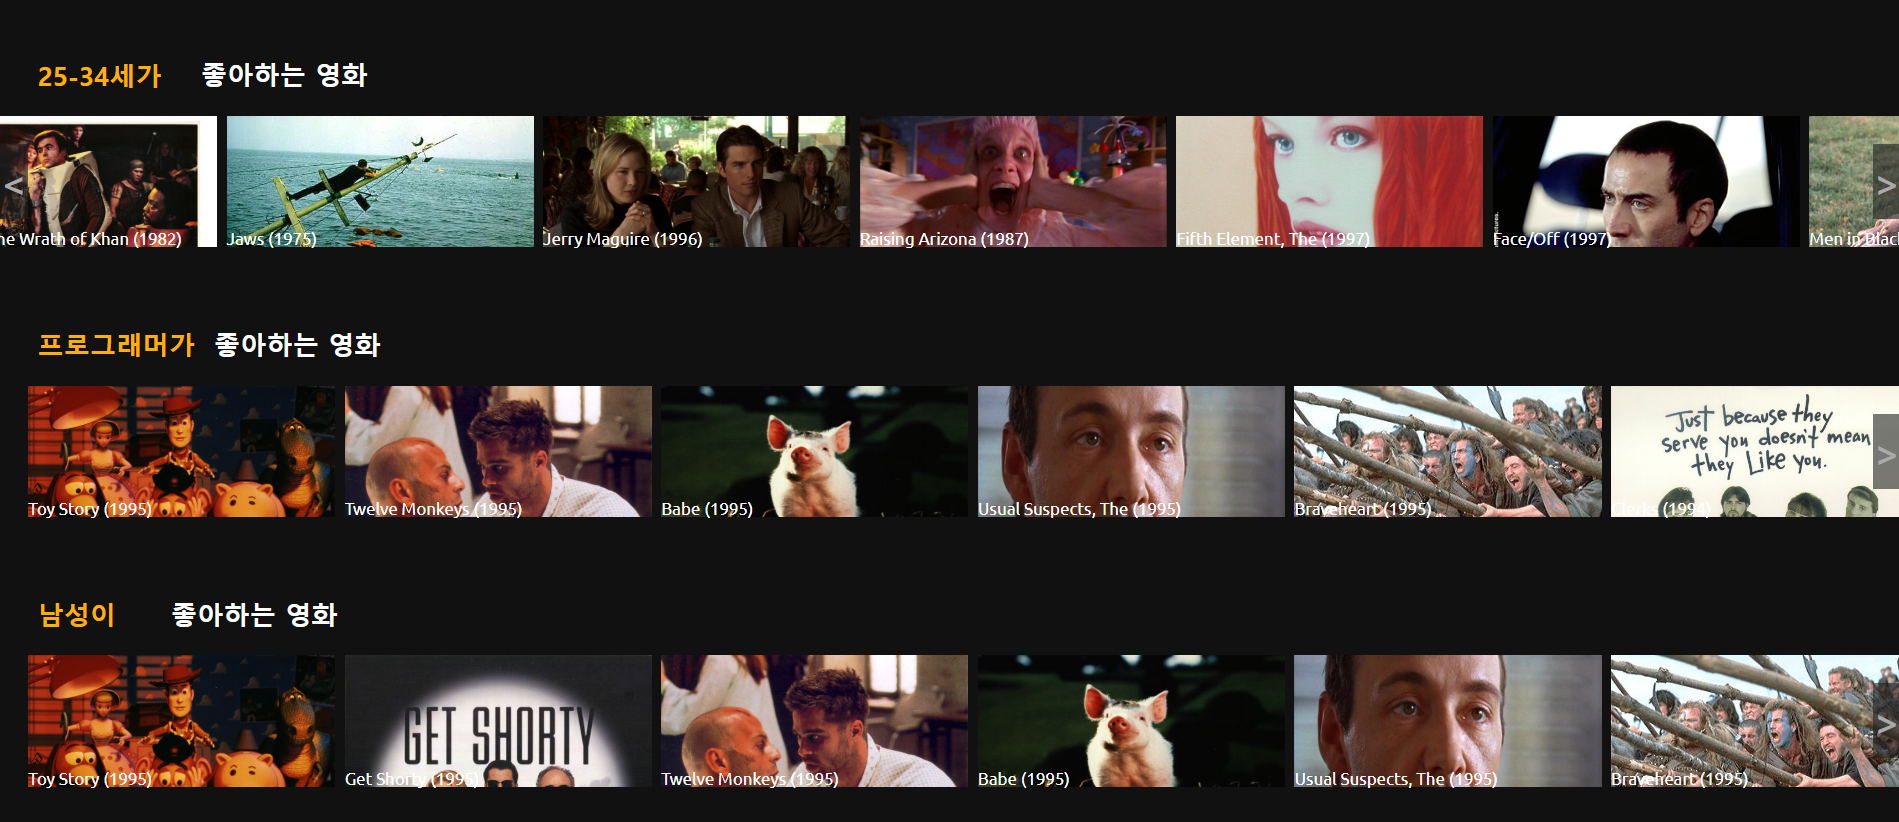 25-34세가 좋아하는 영화
<
he Wrath of Khan (1982)
Jaws (1975)
Jerry Maguire (1996)
Raising Arizona (1987)
Fifth Element, The (1997)
Face/Off (1997)
Men in Blac
>
프로그래머가 좋아하는 영화
Toy Story (1995)
Twelve Monkeys (1995)
Babe (1995)
Usual Suspects, The (1995)
Braveheart (1995)
Just because they
serve you doesn't mean
they Like you.
Clerks (1994)
>
남성이 좋아하는 영화
Toy Story (1995)
GET SHORTY
Get Shorty (1995)
Twelve Monkeys (1995)
Babe (1995)
Usual Suspects, The (1995)
Braveheart (1995)
>